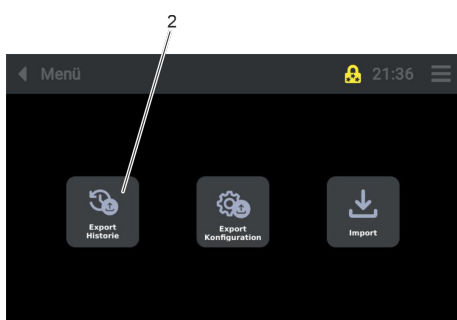 2
Menü 21:36
Export
Historie
Export
Konfiguration
Import